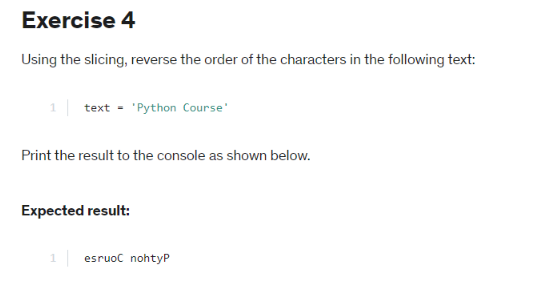 Exercise 4
Using the slicing, reverse the order of the characters in the following text:
1 text = 'Python Course'
Print the result to the console as shown below.
Expected result:
1 esruoC nohtyP